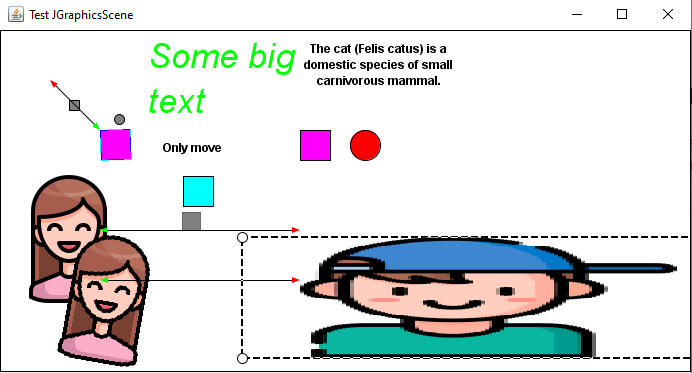 Test JGraphicsScene
Some big
text
The cat (Felis catus) is a
domestic species of small
carnivorous mammal.
Only move